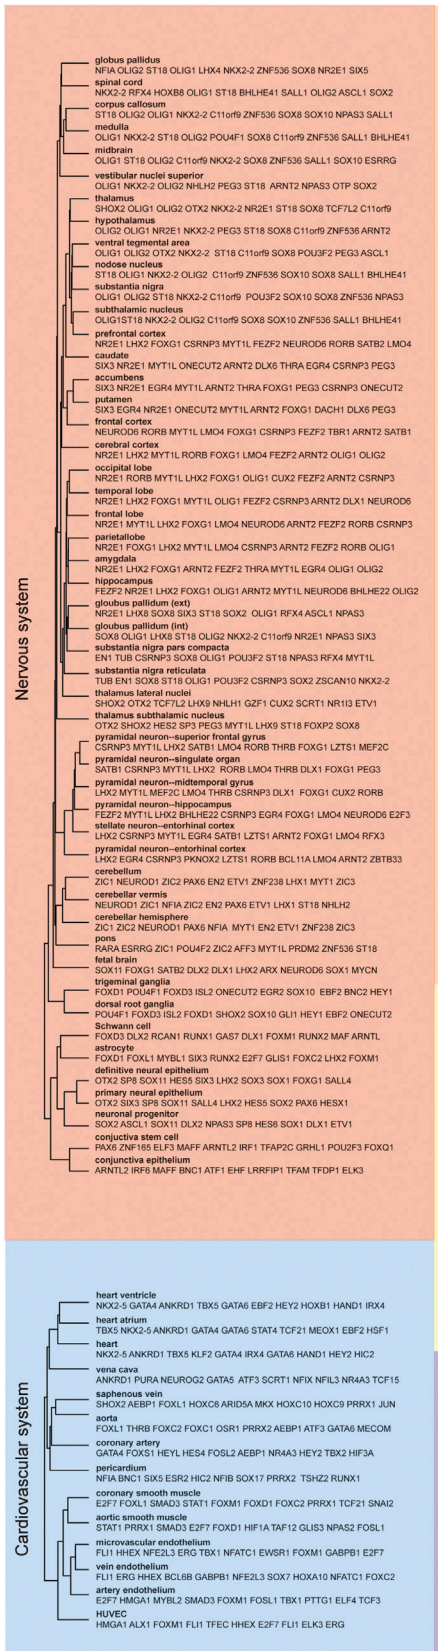 Nervous system
globus pallidus
NFIA OLIG2 ST18 OLIG1 LHX4 NKX2-2 ZNF536 SOX8 NR2E1 SIX5
spinal cord
NKX2-2 RFX4 HOXB8 OLIG1 ST18 BHLHE41 SALL1 OLIG2 ASCL1 SOX2
corpus callosum
ST18 OLIG2 OLIG1 NKX2-2 C11orf9 ZNF536 SOX8 SOX10 NPAS3 SALL1
medulla
OLIG1 NKX2-2 ST18 OLIG2 POU4F1 SOX8 C11orf9 ZNF536 SALL1 BHLHE41
midbrain
OLIG1 ST18 OLIG2 C11orf9 NKX2-2 SOX8 ZNF536 SALL1 SOX10 ESRRG
vestibular nuclei superior
OLIG1 NKX2-2 OLIG2 NHLH2 PEG3 ST18 ARNT2 NPAS3 OTP SOX2
thalamus
SHOX2 OLIG1 OLIG2 OTX2 NKX2-2 NR2E1 ST18 SOX8 TCF7L2 C11orf9
hypothalamus
OLIG2 OLIG1 NR2E1 NKX2-2 PEG3 ST18 SOX8 C11orf9 ZNF536 ARNT2
ventral tegmental area
OLIG1 OLIG2 OTX2 NKX2-2 ST18 C11orf9 SOX8 POU3F2 PEG3 ASCL1
nodose nucleus
ST18 OLIG1 NKX2-2 OLIG2 C11orf9 ZNF536 SOX10 SOX8 SALL1 BHLHE41
substantia nigra
OLIG1 OLIG2 ST18 NKX2-2 C11orf9 POU3F2 SOX10 SOX8 ZNF536 NPAS3
subthalamic nucleus
OLIG1ST18 NKX2-2 OLIG2 C11orf9 SOX8 SOX10 ZNF536 SALL1 BHLHE41
prefrontal cortex
NR2E1 LHX2 FOXG1 CSRNP3 MYT1L FEZF2 NEUROD6 RORB SATB2 LMO4
caudate
SIX3 NR2E1 MYT1L ONECUT2 ARNT2 DLX6 THRA EGR4 CSRNP3 PEG3
accumbens
SIX3 NR2E1 EGR4 MYT1L ARNT2 THRA FOXG1 PEG3 CSRNP3 ONECUT2
putamen
SIX3 EGR4 NR2E1 ONECUT2 MYT1L ARNT2 FOXG1 DACH1 DLX6 PEG3
frontal cortex
NEUROD6 RORB MYT1L LMO4 FOXG1 CSRNP3 FEZF2 TBR1 ARNT2 SATB1
cerebral cortex
NR2E1 LHX2 MYT1L RORB FOXG1 LMO4 FEZF2 ARNT2 OLIG1 OLIG2
occipital lobe
NR2E1 RORB MYT1L LHX2 FOXG1 OLIG1 CUX2 FEZF2 ARNT2 CSRNP3
temporal lobe
NR2E1 LHX2 FOXG1 MYT1L OLIG1 FEZF2 CSRNP3 ARNT2 DLX1 NEUROD6
frontal lobe
NR2E1 MYT1L LHX2 FOXG1 LMO4 NEUROD6 ARNT2 FEZF2 RORB CSRNP3
parietallobe
NR2E1 FOXG1 LHX2 MYT1L LMO4 CSRNP3 ARNT2 FEZF2 RORB OLIG1
amygdala
NR2E1 LHX2 FOXG1 ARNT2 FEZF2 THRA MYT1L EGR4 OLIG1 OLIG2
hippocampus
FEZF2 NR2E1 LHX2 FOXG1 OLIG1 ARNT2 MYT1L NEUROD6 BHLHE22 OLIG2
gloubus pallidum (ext)
NR2E1 LHX8 SOX8 SIX3 ST18 SOX2 OLIG1 RFX4 ASCL1 NPAS3
gloubus pallidum (int)
SOX8 OLIG1 LHX8 ST18 OLIG2 NKX2-2 C11orf9 NR2E1 NPAS3 SIX3
substantia nigra pars compacta
EN1 TUB CSRNP3 SOX8 OLIG1 POU3F2 ST18 NPAS3 RFX4 MYT1L
substantia nigra reticulata
TUB EN1 SOX8 ST18 OLIG1 POU3F2 CSRNP3 SOX2 ZSCAN10 NKX2-2
thalamus lateral nuclei
SHOX2 OTX2 TCF7L2 LHX9 NHLH1 GZF1 CUX2 SCRT1 NR1I3 ETV1
thalamus subthalamic nucleus
OTX2 SHOX2 HES2 SP3 PEG3 MYT1L LHX9 ST18 FOXP2 SOX8
pyramidal neuron--superior frontal gyrus
CSRNP3 MYT1L LHX2 SATB1 LMO4 RORB THRB FOXG1 LZTS1 MEF2C
pyramidal neuron--singulate organ
SATB1 CSRNP3 MYT1L LHX2 RORB LMO4 THRB DLX1 FOXG1 PEG3
pyramidal neuron--midtemporal gyrus
LHX2 MYT1L MEF2C LMO4 THRB CSRNP3 DLX1 FOXG1 CUX2 RORB
pyramidal neuron--hippocampus
FEZF2 MYT1L LHX2 BHLHE22 CSRNP3 EGR4 FOXG1 LMO4 NEUROD6 E2F3
stellate neuron--entorhinal cortex
LHX2 CSRNP3 MYT1L EGR4 SATB1 LZTS1 ARNT2 FOXG1 LMO4 RFX3
pyramidal neuron--entorhinal cortex
LHX2 EGR4 CSRNP3 PKNOX2 LZTS1 RORB BCL11A LMO4 ARNT2 ZBTB33
cerebellum
ZIC1 NEUROD1 ZIC2 PAX6 EN2 ETV1 ZNF238 LHX1 MYT1 ZIC3
cerebellar vermis
NEUROD1 ZIC1 NFIA ZIC2 EN2 PAX6 ETV1 LHX1 ST18 NHLH2
cerebellar hemisphere
ZIC1 ZIC2 NEUROD1 PAX6 NFIA MYT1 EN2 ETV1 ZNF238 ZIC3
pons
RARA ESRRG ZIC1 POU4F2 ZIC2 AFF3 MYT1L PRDM2 ZNF536 ST18
fetal brain
SOX11 FOXG1 SATB2 DLX2 DLX1 LHX2 ARX NEUROD6 SOX1 MYCN
trigeminal ganglia
FOXD1 POU4F1 FOXD3 ISL2 ONECUT2 EGR2 SOX10 EBF2 BNC2 HEY1
dorsal root ganglia
POU4F1 FOXD3 ISL2 FOXD1 SHOX2 SOX10 GLI1 HEY1 EBF2 ONECUT2
Schwann cell
FOXD3 DLX2 RCAN1 RUNX1 GAS7 DLX1 FOXM1 RUNX2 MAF ARNTL
astrocyte
FOXD1 FOXL1 MYBL1 SIX3 RUNX2 E2F7 GLIS1 FOXC2 LHX2 FOXM1
definitive neural epithelium
OTX2 SP8 SOX11 HES5 SIX3 LHX2 SOX3 SOX1 FOXG1 SALL4
primary neural epithelium
OTX2 SIX3 SP8 SOX11 SALL4 LHX2 HES5 SOX2 PAX6 HESX1
neuronal progenitor
SOX2 ASCL1 SOX11 DLX2 NPAS3 SP8 HES6 SOX1 DLX1 ETV1
conjuctiva stem cell
PAX6 ZNF165 ELF3 MAFF ARNTL2 IRF1 TFAP2C GRHL1 POU2F3 FOXQ1
conjunctiva epithelium
ARNTL2 IRF6 MAFF BNC1 ATF1 EHF LRRFIP1 TFAM TFDP1 ELK3
Cardiovascular system
heart ventricle
NKX2-5 GATA4 ANKRD1 TBX5 GATA6 EBF2 HEY2 HOXB1 HAND1 IRX4
heart atrium
TBX5 NKX2-5 ANKRD1 GATA4 GATA6 STAT4 TCF21 MEOX1 EBF2 HSF1
heart
NKX2-5 ANKRD1 TBX5 KLF2 GATA4 IRX4 GATA6 HAND1 HEY2 HIC2
vena cava
ANKRD1 PURA NEUROG2 GATA5 ATF3 SCRT1 NFIX NFIL3 NR4A3 TCF15
saphenous vein
SHOX2 AEBP1 FOXL1 HOXC6 ARID5A MKX HOXC10 HOXC9 PRRX1 JUN
aorta
FOXL1 THRB FOXC2 FOXC1 OSR1 PRRX2 AEBP1 ATF3 GATA6 MECOM
coronary artery
GATA4 FOXS1 HEYL HES4 FOSL2 AEBP1 NR4A3 HEY2 TBX2 HIF3A
pericardium
NFIA BNC1 SIX5 ESR2 HIC2 NFIB SOX17 PRRX2 TSHZ2 RUNX1
coronary smooth muscle
E2F7 FOXL1 SMAD3 STAT1 FOXM1 FOXD1 FOXC2 PRRX1 TCF21 SNAI2
aortic smooth muscle
STAT1 PRRX1 SMAD3 E2F7 FOXD1 HIF1A TAF12 GLIS3 NPAS2 FOSL1
microvascular endothelium
FLI1 HHEX NFE2L3 ERG TBX1 NFATC1 EWSR1 FOXM1 GABPB1 E2F7
vein endothelium
FLI1 ERG HHEX BCL6B GABPB1 NFE2L3 SOX7 HOXA10 NFATC1 FOXC2
artery endothelium
E2F7 HMGA1 MYBL2 SMAD3 FOXM1 FOSL1 TBX1 PTTG1 ELF4 TCF3
HUVEC
HMGA1 ALX1 FOXM1 FLI1 TFEC HHEX E2F7 FLI1 ELK3 ERG